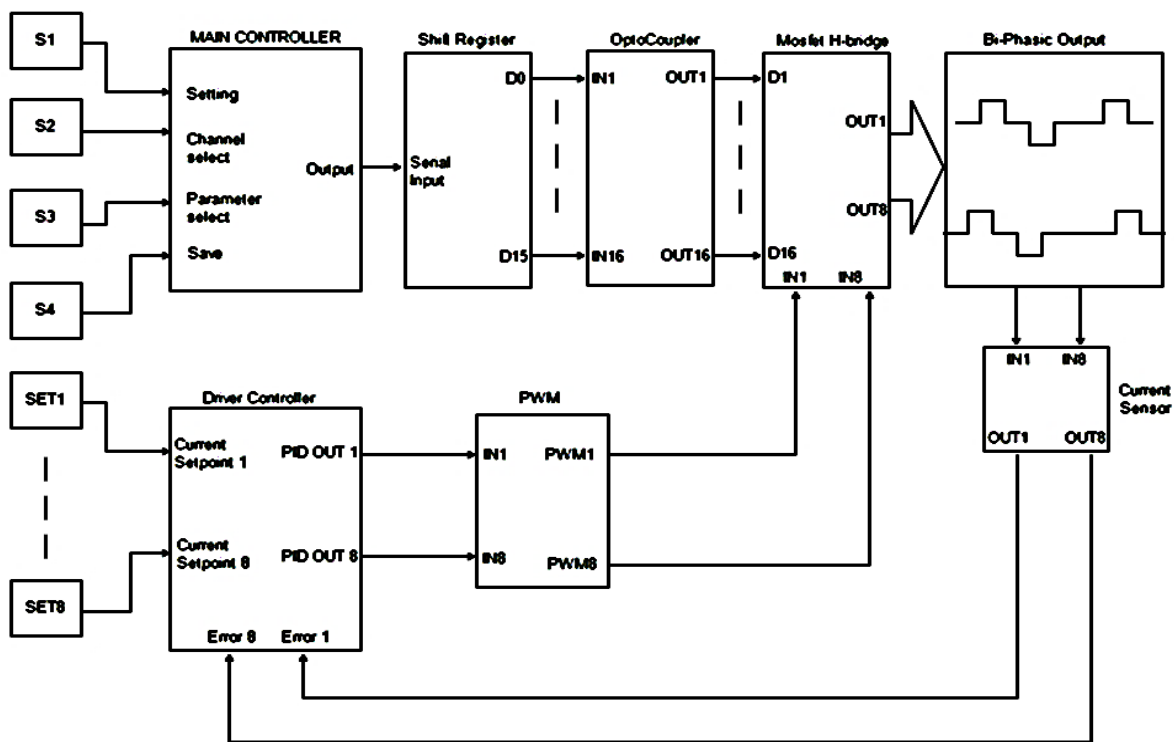 S1
S2
S3
S4
MAIN CONTROLLER
Setting
Channel
select
Parameter
select
Save
Output
Shift Register
D0
Serial
Input
D15
OptoCoupler
IN1
OUT1
IN16
OUT16
Mosfet H-bridge
D1
OUT1
OUT8
D16
IN1
IN8
Bi-Phasic Output
IN1
IN8
OUT1
OUT8
Current
Sensor
SET1
SET8
Driver Controller
Current
Setpoint 1
PID OUT 1
Current
Setpoint 8
PID OUT 8
Error 8
Error 1
PWM
IN1
PWM1
IN8
PWM8